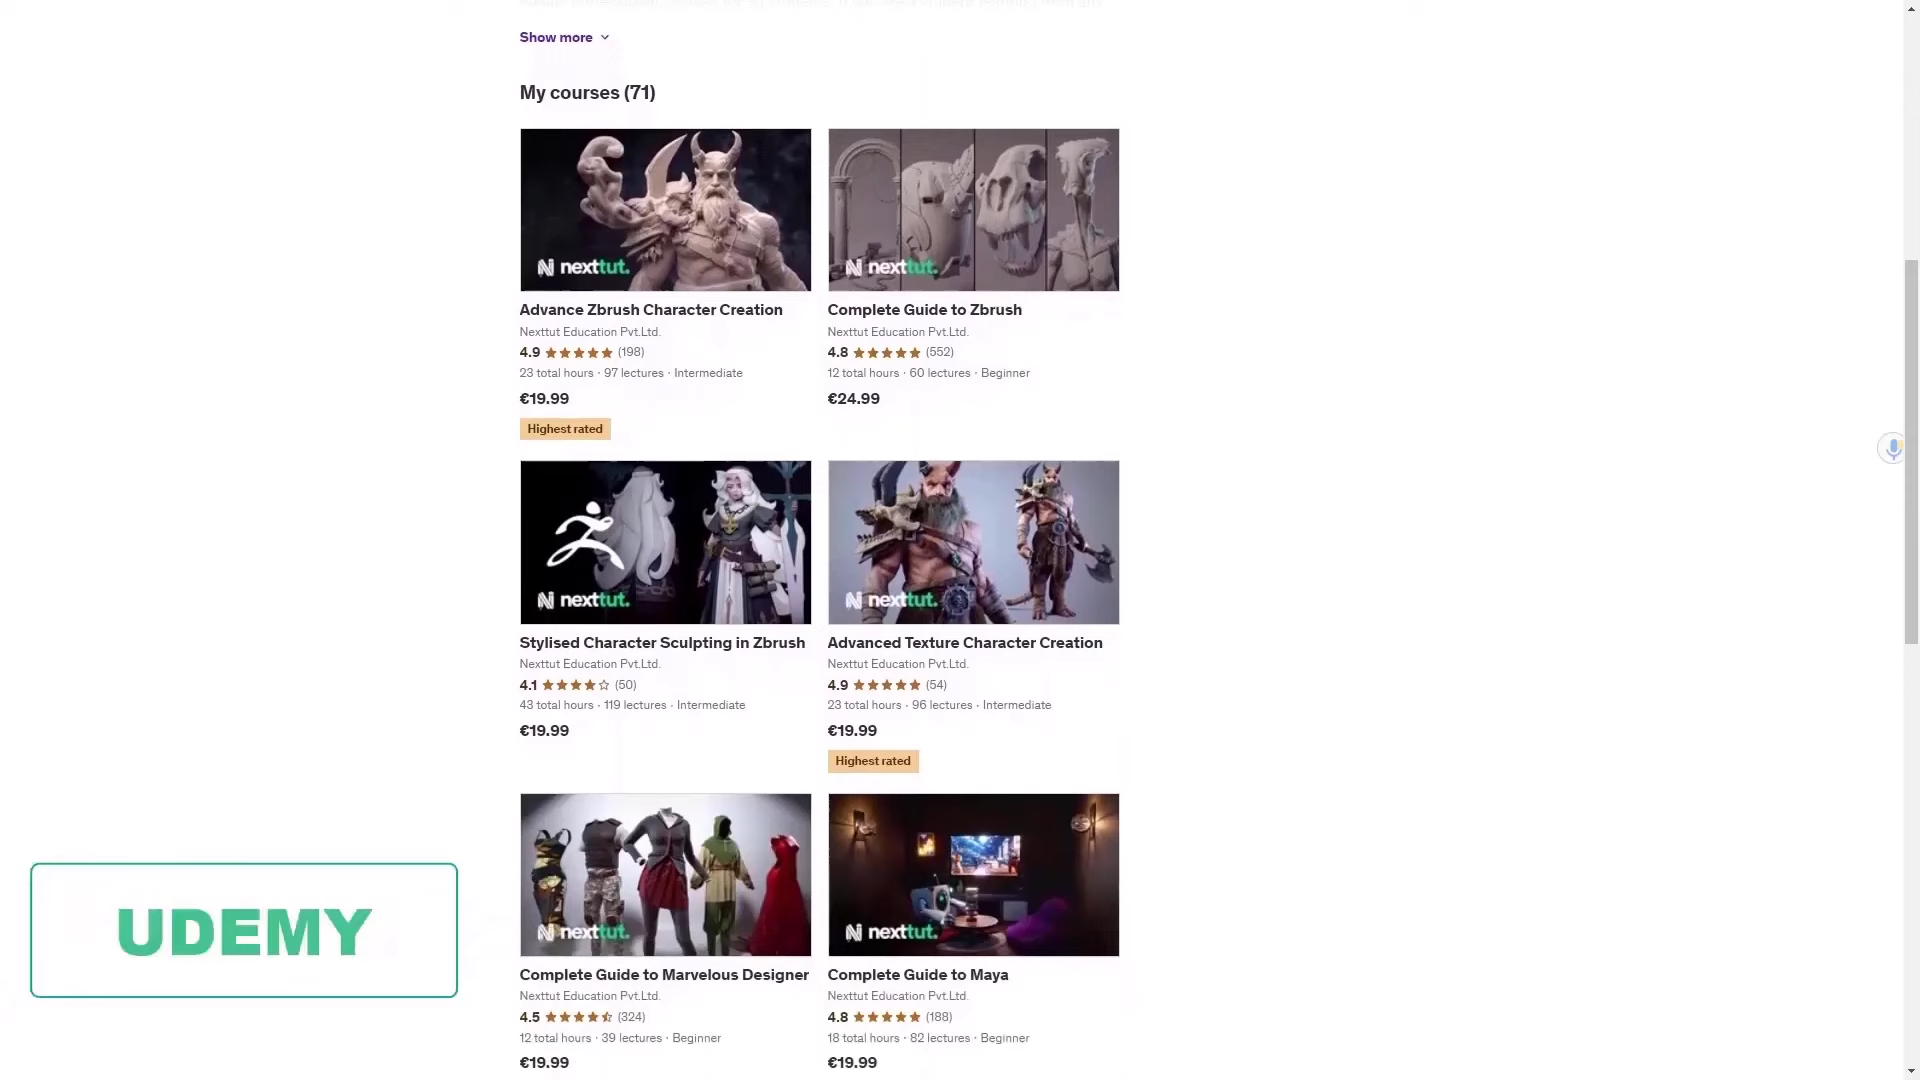 Show more
My courses (71)
nexttut.
nexttut.
Advance Zbrush Character Creation
Nexttut Education Pvt.Ltd.
4.9 (198)
23 total hours · 97 lectures · Intermediate
€19.99
Highest rated
Complete Guide to Zbrush
Nexttut Education Pvt.Ltd.
4.8 (552)
12 total hours · 60 lectures · Beginner
€24.99
nexttut.
nexttut.
Stylised Character Sculpting in Zbrush
Nexttut Education Pvt.Ltd.
4.1 (50)
43 total hours · 119 lectures · Intermediate
€19.99
Advanced Texture Character Creation
Nexttut Education Pvt.Ltd.
4.9 (54)
23 total hours · 96 lectures · Intermediate
€19.99
Highest rated
nexttut.
nexttut.
Complete Guide to Marvelous Designer
Nexttut Education Pvt.Ltd.
4.5 (324)
12 total hours · 39 lectures · Beginner
€19.99
Complete Guide to Maya
Nexttut Education Pvt.Ltd.
4.8 (188)
18 total hours · 82 lectures · Beginner
€19.99
UDEMY